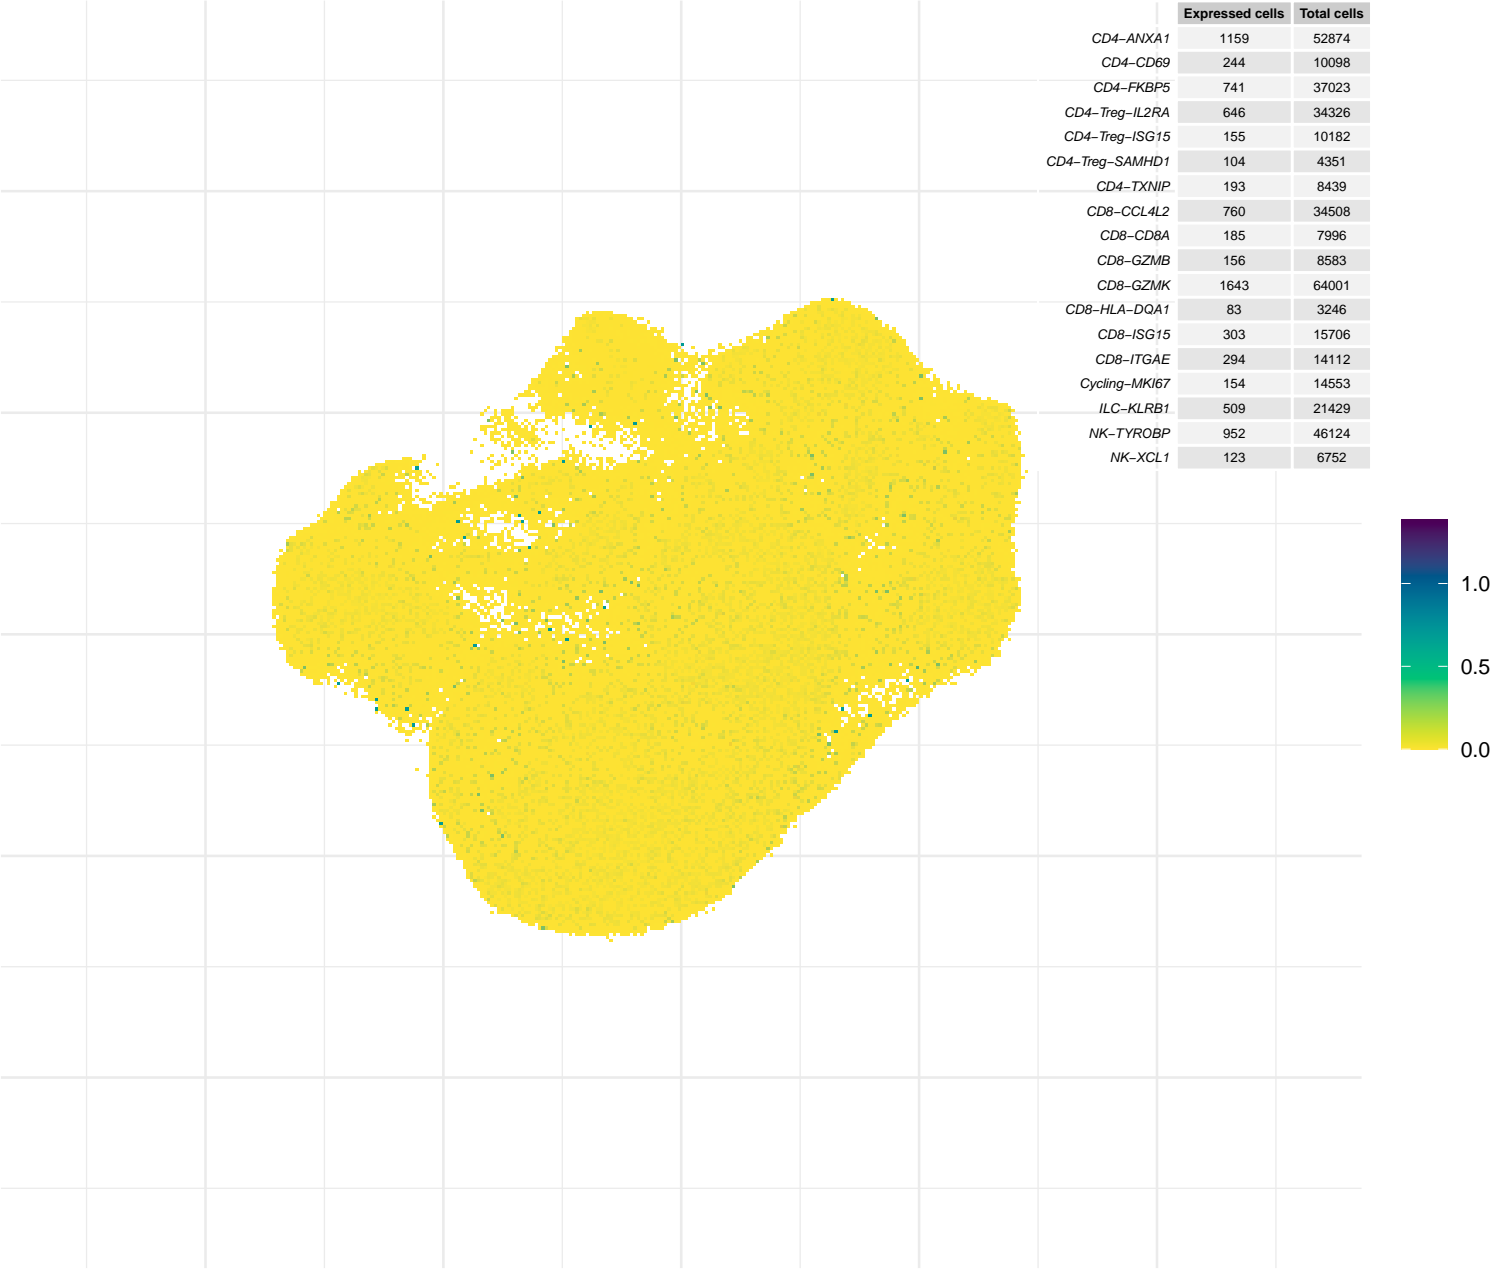 Expressed cells Total cells
CD4−ANXA1 1159 52874
CD4−CD69 244 10098
CD4−FKBP5 741 37023
CD4−Treg−IL2RA 646 34326
CD4−Treg−ISG15 155 10182
CD4−Treg−SAMHD1 104 4351
CD4−TXNIP 193 8439
CD8−CCL4L2 760 34508
CD8−CD8A 185 7996
CD8−GZMB 156 8583
CD8−GZMK 1643 64001
CD8−HLA−DQA1 83 3246
CD8−ISG15 303 15706
CD8−ITGAE 294 14112
Cycling−MKI67 154 14553
ILC−KLRB1 509 21429
NK−TYROBP 952 46124
NK−XCL1 123 6752
1.0
0.5
0.0